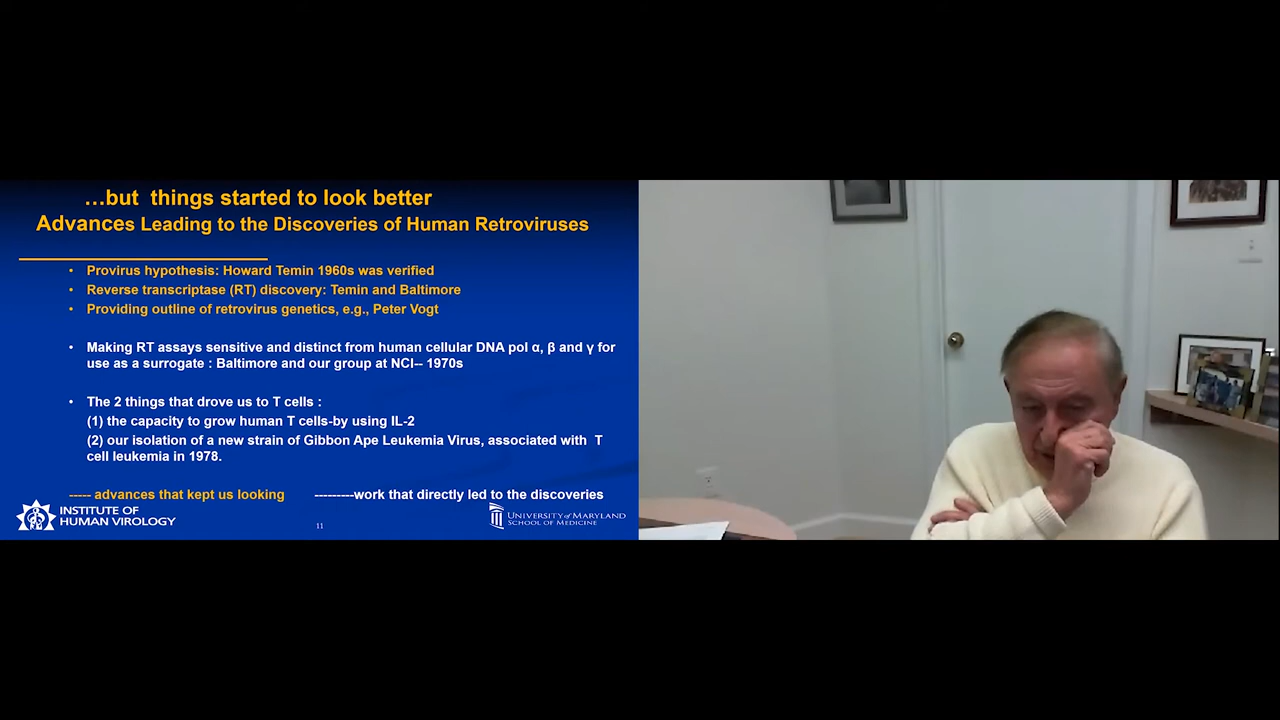 …but things started to look better
Advances Leading to the Discoveries of Human Retroviruses
• Provirus hypothesis: Howard Temin 1960s was verified
• Reverse transcriptase (RT) discovery: Temin and Baltimore
• Providing outline of retrovirus genetics, e.g., Peter Vogt
• Making RT assays sensitive and distinct from human cellular DNA pol α, β and γ for
use as a surrogate : Baltimore and our group at NCI-- 1970s
• The 2 things that drove us to T cells :
(1) the capacity to grow human T cells-by using IL-2
(2) our isolation of a new strain of Gibbon Ape Leukemia Virus, associated with T
cell leukemia in 1978.
----- advances that kept us looking ---------work that directly led to the discoveries
INSTITUTE OF
HUMAN VIROLOGY
11
UNIVERSITY of MARYLAND
SCHOOL OF MEDICINE